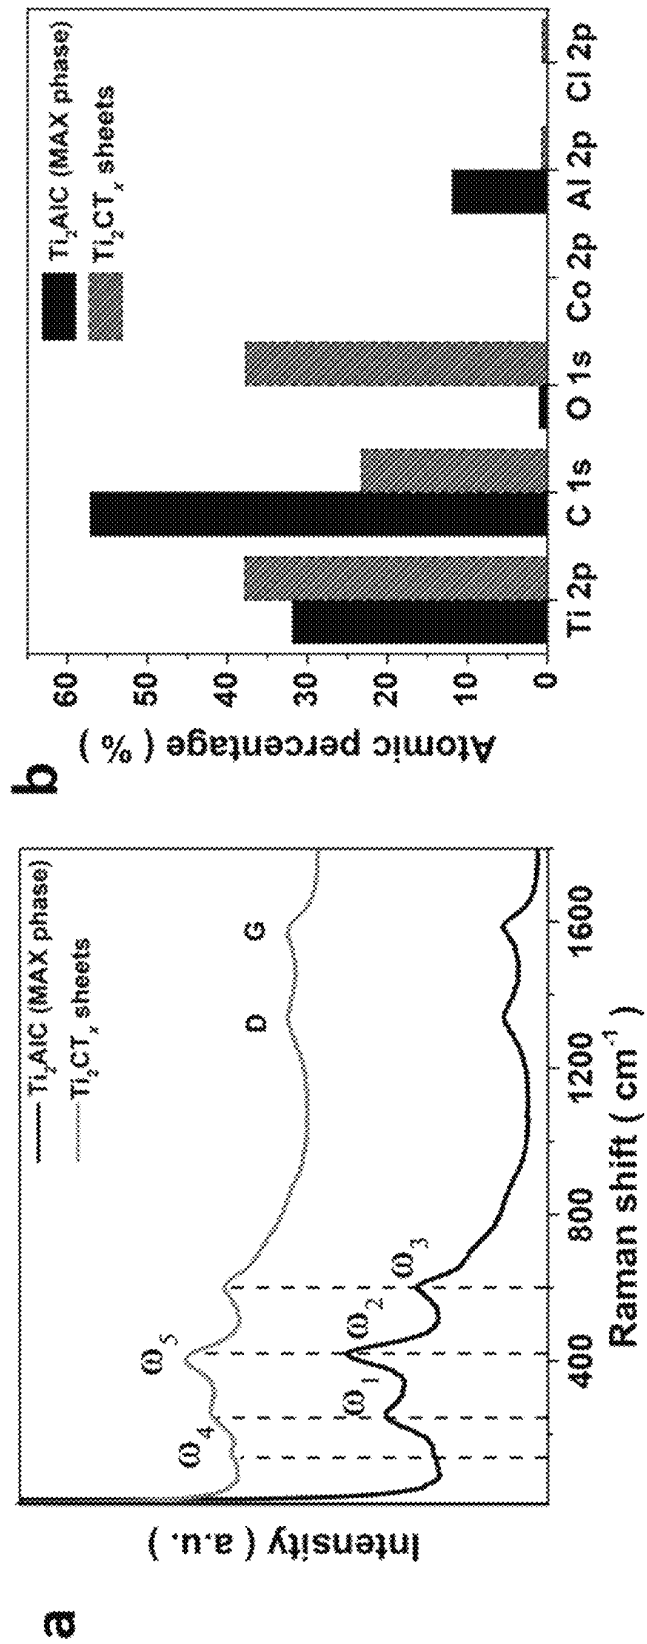 a
Intensity ( a.u. )
Ti₂AlC (MAX phase)
Ti₂CTₓ sheets
ω₄
ω₅
ω₁
ω₂
ω₃
D
G
400
800
1200
1600
Raman shift ( cm⁻¹ )
b
Atomic percentage ( % )
60
50
40
30
20
10
0
Ti₂AlC (MAX phase)
Ti₂CTₓ sheets
Ti 2p
C 1s
O 1s
Co 2p
Al 2p
Cl 2p